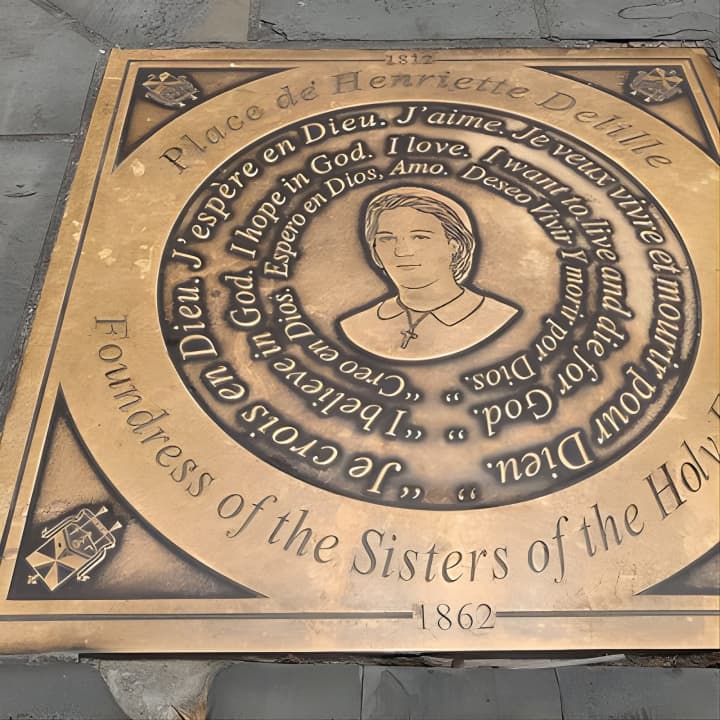 1812
Place de Henriette Delille
"Je crois en Dieu. J'espère en Dieu. J'aime. Je veux vivre et mourir pour Dieu. "
"I believe in God. I hope in God. I love. I want to live and die for God. "
"Creo en Dios. Espero en Dios, Amo. Deseo Vivir Y morir por Dios. "
Foundress of the Sisters of the Holy
1862